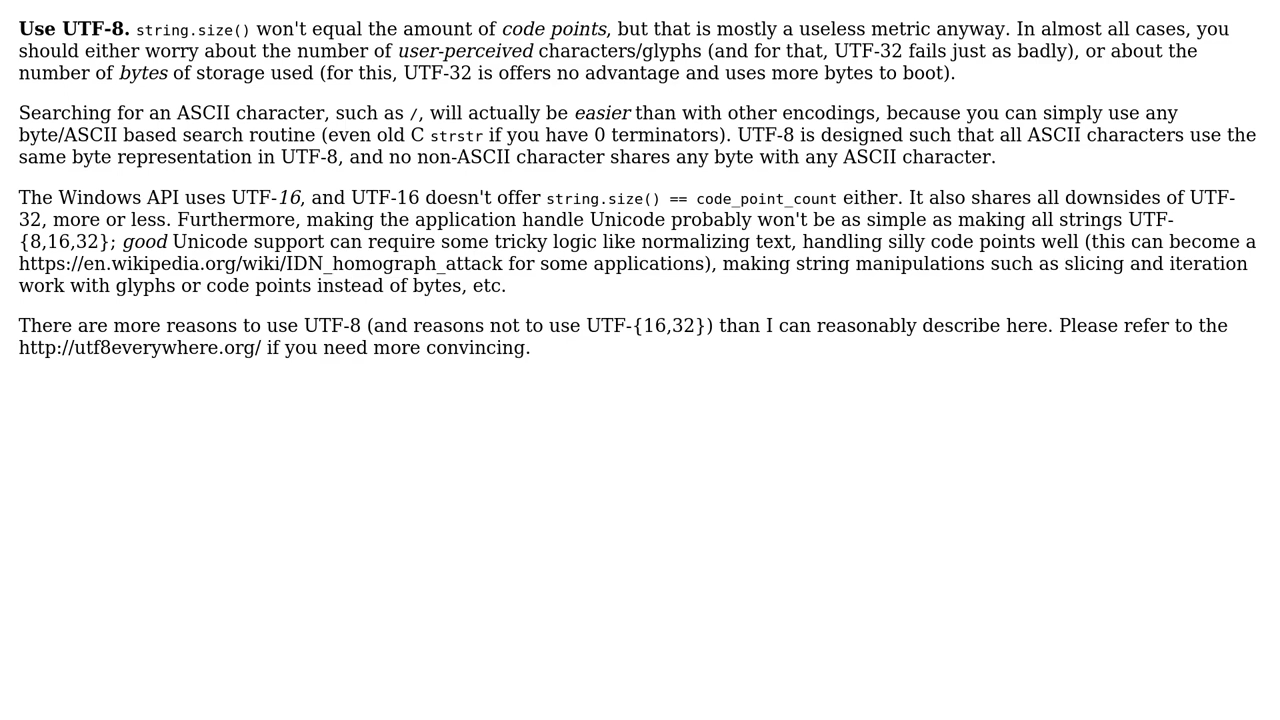 Use UTF-8. string.size() won't equal the amount of code points, but that is mostly a useless metric anyway. In almost all cases, you
should either worry about the number of user-perceived characters/glyphs (and for that, UTF-32 fails just as badly), or about the
number of bytes of storage used (for this, UTF-32 is offers no advantage and uses more bytes to boot).
Searching for an ASCII character, such as /, will actually be easier than with other encodings, because you can simply use any
byte/ASCII based search routine (even old C strstr if you have 0 terminators). UTF-8 is designed such that all ASCII characters use the
same byte representation in UTF-8, and no non-ASCII character shares any byte with any ASCII character.
The Windows API uses UTF-16, and UTF-16 doesn't offer string.size() == code_point_count either. It also shares all downsides of UTF-
32, more or less. Furthermore, making the application handle Unicode probably won't be as simple as making all strings UTF-
{8,16,32}; good Unicode support can require some tricky logic like normalizing text, handling silly code points well (this can become a
https://en.wikipedia.org/wiki/IDN_homograph_attack for some applications), making string manipulations such as slicing and iteration
work with glyphs or code points instead of bytes, etc.
There are more reasons to use UTF-8 (and reasons not to use UTF-{16,32}) than I can reasonably describe here. Please refer to the
http://utf8everywhere.org/ if you need more convincing.